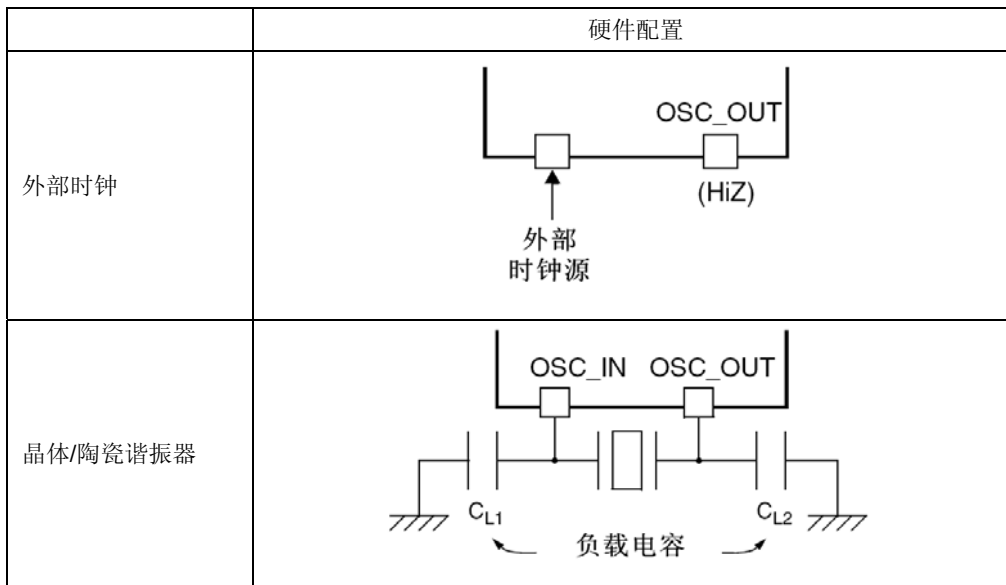 硬件配置
外部时钟
OSC_OUT
(HiZ)
外部
时钟源
晶体/陶瓷谐振器
OSC_IN OSC_OUT
CL1
CL2
负载电容